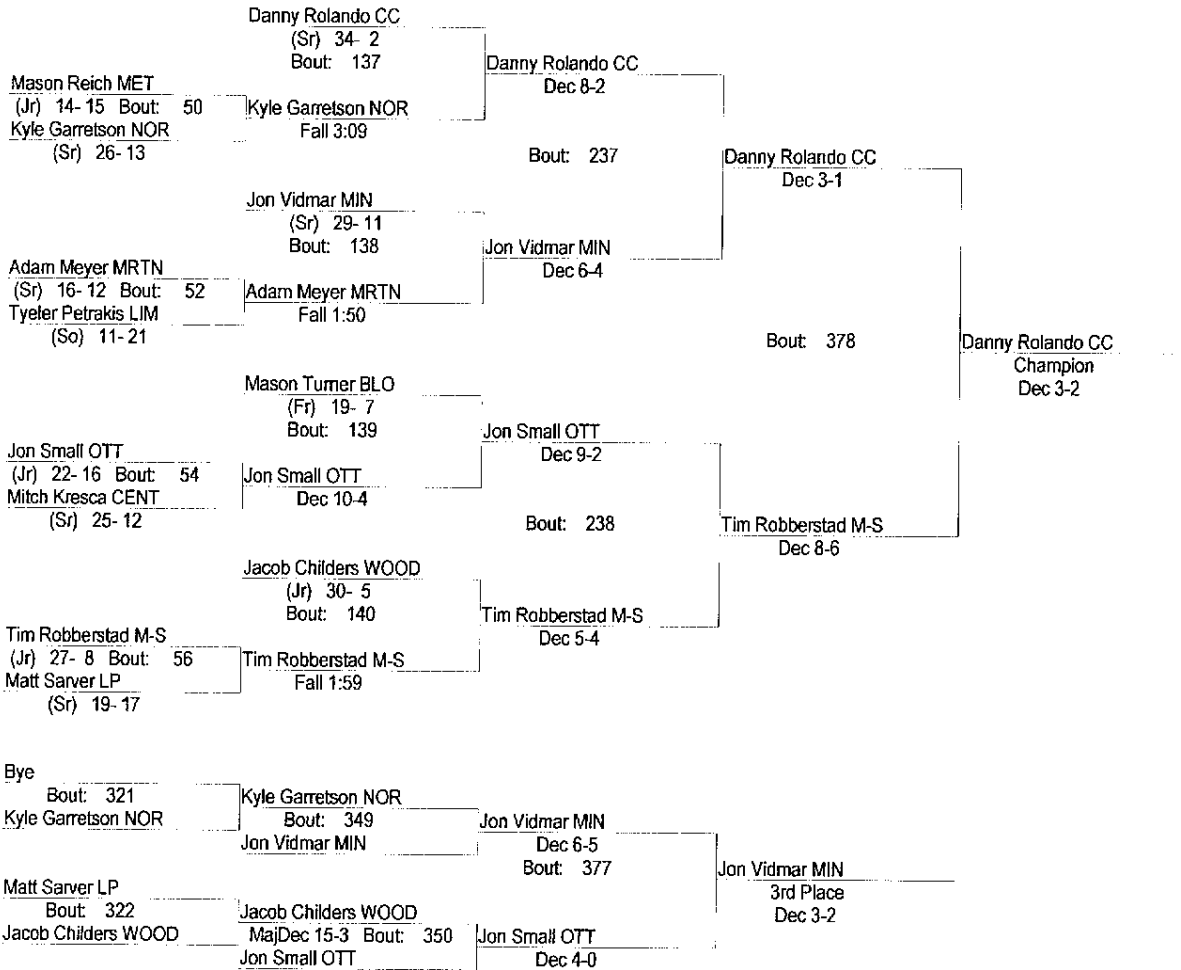 Danny Rolando CC
(Sr) 34- 2
Bout: 137
Danny Rolando CC
Dec 8-2
Mason Reich MET
(Jr) 14- 15 Bout: 50
Kyle Garretson NOR
(Sr) 26- 13
Kyle Garretson NOR
Fall 3:09
Bout: 237
Danny Rolando CC
Dec 3-1
Jon Vidmar MIN
(Sr) 29- 11
Bout: 138
Jon Vidmar MIN
Dec 6-4
Adam Meyer MRTN
(Sr) 16- 12 Bout: 52
Tyeler Petrakis LIM
(So) 11- 21
Adam Meyer MRTN
Fall 1:50
Bout: 378
Danny Rolando CC
Champion
Dec 3-2
Mason Turner BLO
(Fr) 19- 7
Bout: 139
Jon Small OTT
Dec 9-2
Jon Small OTT
(Jr) 22- 16 Bout: 54
Mitch Kresca CENT
(Sr) 25- 12
Jon Small OTT
Dec 10-4
Bout: 238
Tim Robberstad M-S
Dec 8-6
Jacob Childers WOOD
(Jr) 30- 5
Bout: 140
Tim Robberstad M-S
Dec 5-4
Tim Robberstad M-S
(Jr) 27- 8 Bout: 56
Matt Sarver LP
(Sr) 19- 17
Tim Robberstad M-S
Fall 1:59
Bye
Bout: 321
Kyle Garretson NOR
Kyle Garretson NOR
Bout: 349
Jon Vidmar MIN
Jon Vidmar MIN
Dec 6-5
Bout: 377
Jon Vidmar MIN
3rd Place
Dec 3-2
Matt Sarver LP
Bout: 322
Jacob Childers WOOD
Jacob Childers WOOD
MajDec 15-3 Bout: 350
Jon Small OTT
Jon Small OTT
Dec 4-0